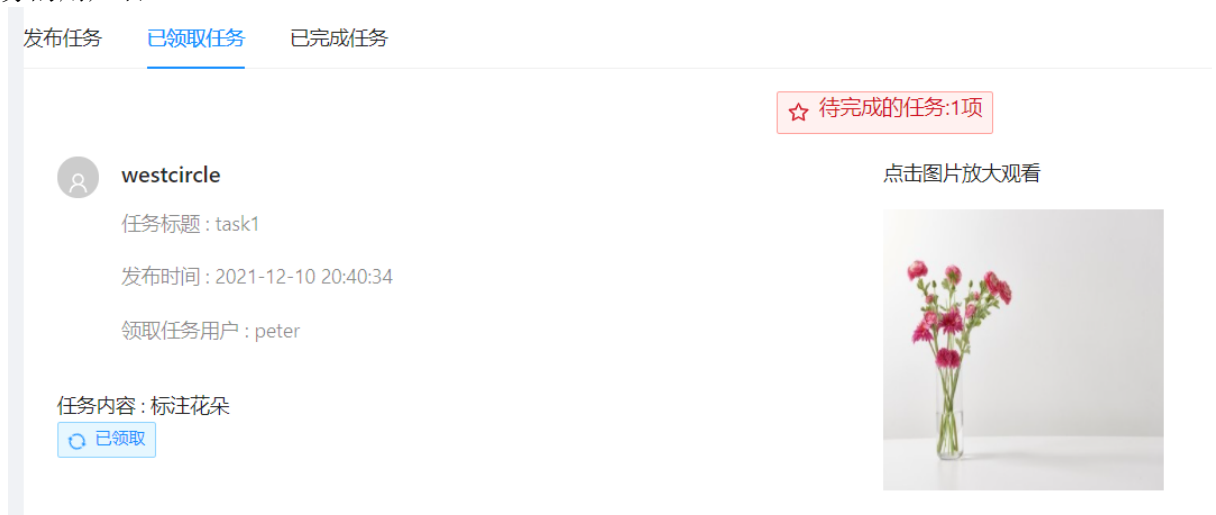 发布任务 已领取任务 已完成任务
待完成的任务:1项
westcircle
点击图片放大观看
任务标题 : task1
发布时间 : 2021-12-10 20:40:34
领取任务用户 : peter
任务内容 : 标注花朵
已领取